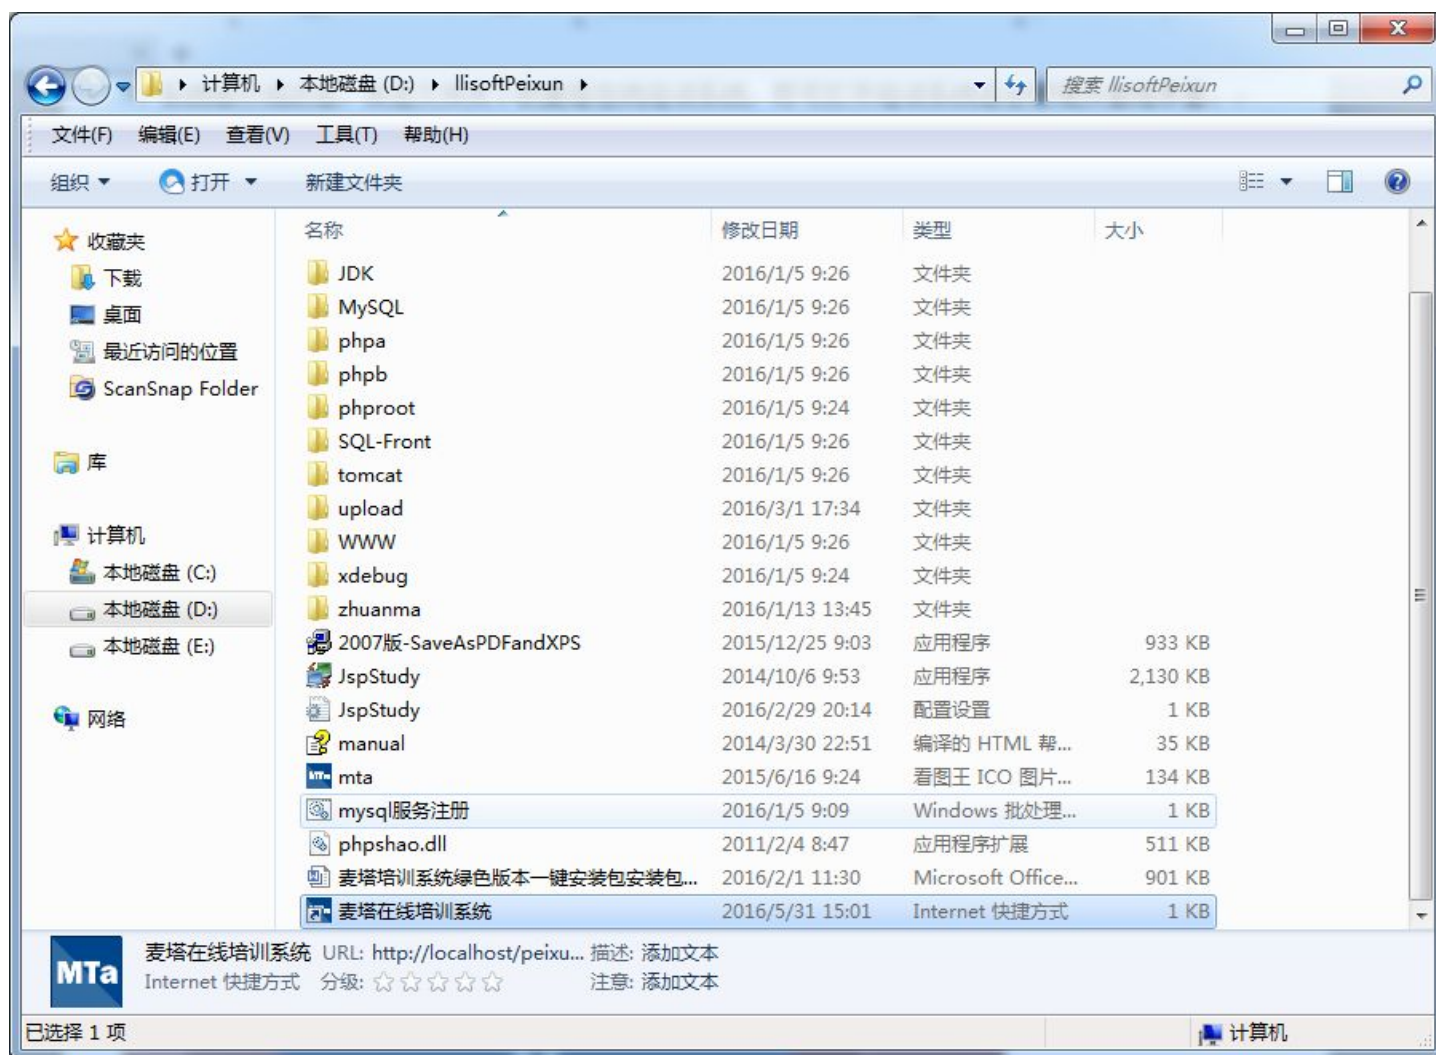 计算机 本地磁盘 (D:) llisoftPeixun 搜索 llisoftPeixun
文件(F) 编辑(E) 查看(V) 工具(T) 帮助(H)
组织 打开 新建文件夹
收藏夹
下载
桌面
最近访问的位置
ScanSnap Folder
库
计算机
本地磁盘 (C:)
本地磁盘 (D:)
本地磁盘 (E:)
网络
名称 修改日期 类型 大小
JDK 2016/1/5 9:26 文件夹
MySQL 2016/1/5 9:26 文件夹
phpa 2016/1/5 9:26 文件夹
phpb 2016/1/5 9:26 文件夹
phproot 2016/1/5 9:24 文件夹
SQL-Front 2016/1/5 9:26 文件夹
tomcat 2016/1/5 9:26 文件夹
upload 2016/3/1 17:34 文件夹
WWW 2016/1/5 9:26 文件夹
xdebug 2016/1/5 9:24 文件夹
zhuanma 2016/1/13 13:45 文件夹
2007版-SaveAsPDFandXPS 2015/12/25 9:03 应用程序 933 KB
JspStudy 2014/10/6 9:53 应用程序 2,130 KB
JspStudy 2016/2/29 20:14 配置设置 1 KB
manual 2014/3/30 22:51 编译的 HTML 帮... 35 KB
mta 2015/6/16 9:24 看图王 ICO 图片... 134 KB
mysql服务注册 2016/1/5 9:09 Windows 批处理... 1 KB
phpshao.dll 2011/2/4 8:47 应用程序扩展 511 KB
麦塔培训系统绿色版本一键安装包安装包... 2016/2/1 11:30 Microsoft Office... 901 KB
麦塔在线培训系统 2016/5/31 15:01 Internet 快捷方式 1 KB
MTa
麦塔在线培训系统 URL: http://localhost/peixu... 描述: 添加文本
Internet 快捷方式 分级: 注意: 添加文本
已选择 1 项 计算机